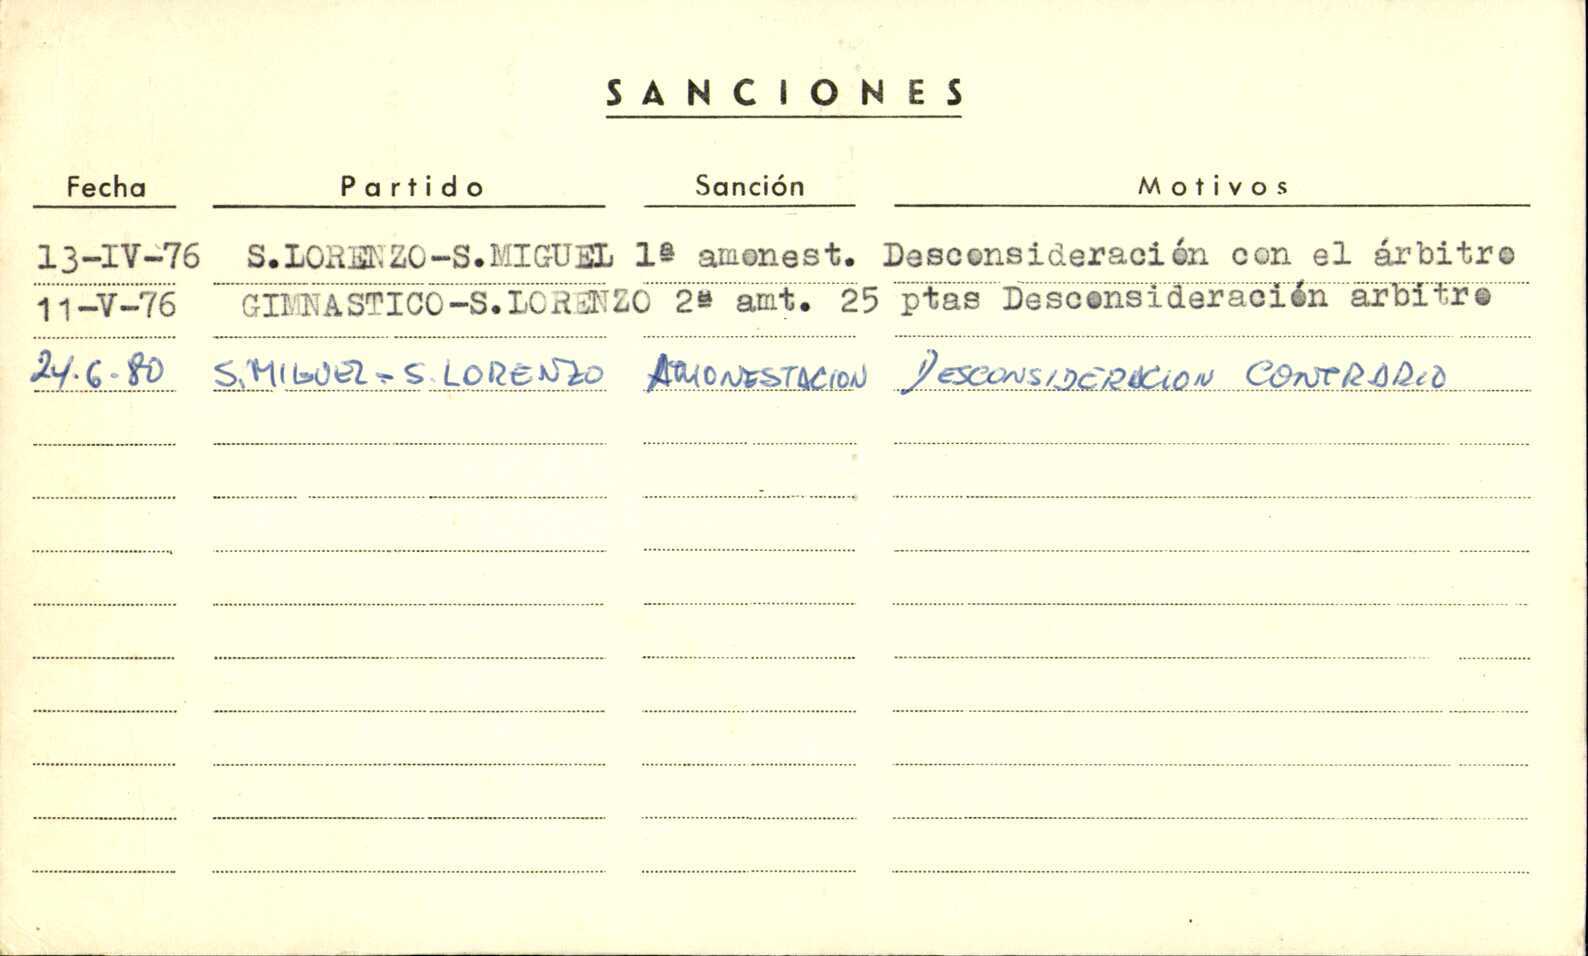 SANCIONES
Fecha Partido Sanción Motivos
13-IV-76 S.LORENZO-S.MIGUEL 1ª amonest. Desconsideración con el árbitro
11-V-76 GIMNASTICO-S.LORENZO 2ª amt. 25 ptas Desconsideración arbitro
24.6.80 S.MIGUEL-S.LORENZO AMONESTACION DESCONSIDERACION CONTRARIO